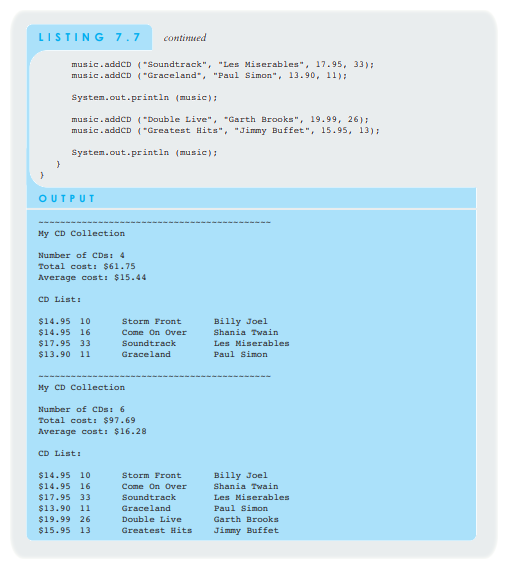 LISTING 7.7 continued
music.addCD ("Soundtrack", "Les Miserables", 17.95, 33);
music.addCD ("Graceland", "Paul Simon", 13.90, 11);
System.out.println (music);
music.addCD ("Double Live", "Garth Brooks", 19.99, 26);
music.addCD ("Greatest Hits", "Jimmy Buffet", 15.95, 13);
System.out.println (music);
}
}
OUTPUT
~~~~~~~~~~~~~~~~~~~~~~~~~~~~~~~~~~~~~~~~~~~
My CD Collection
Number of CDs: 4
Total cost: $61.75
Average cost: $15.44
CD List:
$14.95 10 Storm Front Billy Joel
$14.95 16 Come On Over Shania Twain
$17.95 33 Soundtrack Les Miserables
$13.90 11 Graceland Paul Simon
~~~~~~~~~~~~~~~~~~~~~~~~~~~~~~~~~~~~~~~~~~~
My CD Collection
Number of CDs: 6
Total cost: $97.69
Average cost: $16.28
CD List:
$14.95 10 Storm Front Billy Joel
$14.95 16 Come On Over Shania Twain
$17.95 33 Soundtrack Les Miserables
$13.90 11 Graceland Paul Simon
$19.99 26 Double Live Garth Brooks
$15.95 13 Greatest Hits Jimmy Buffet